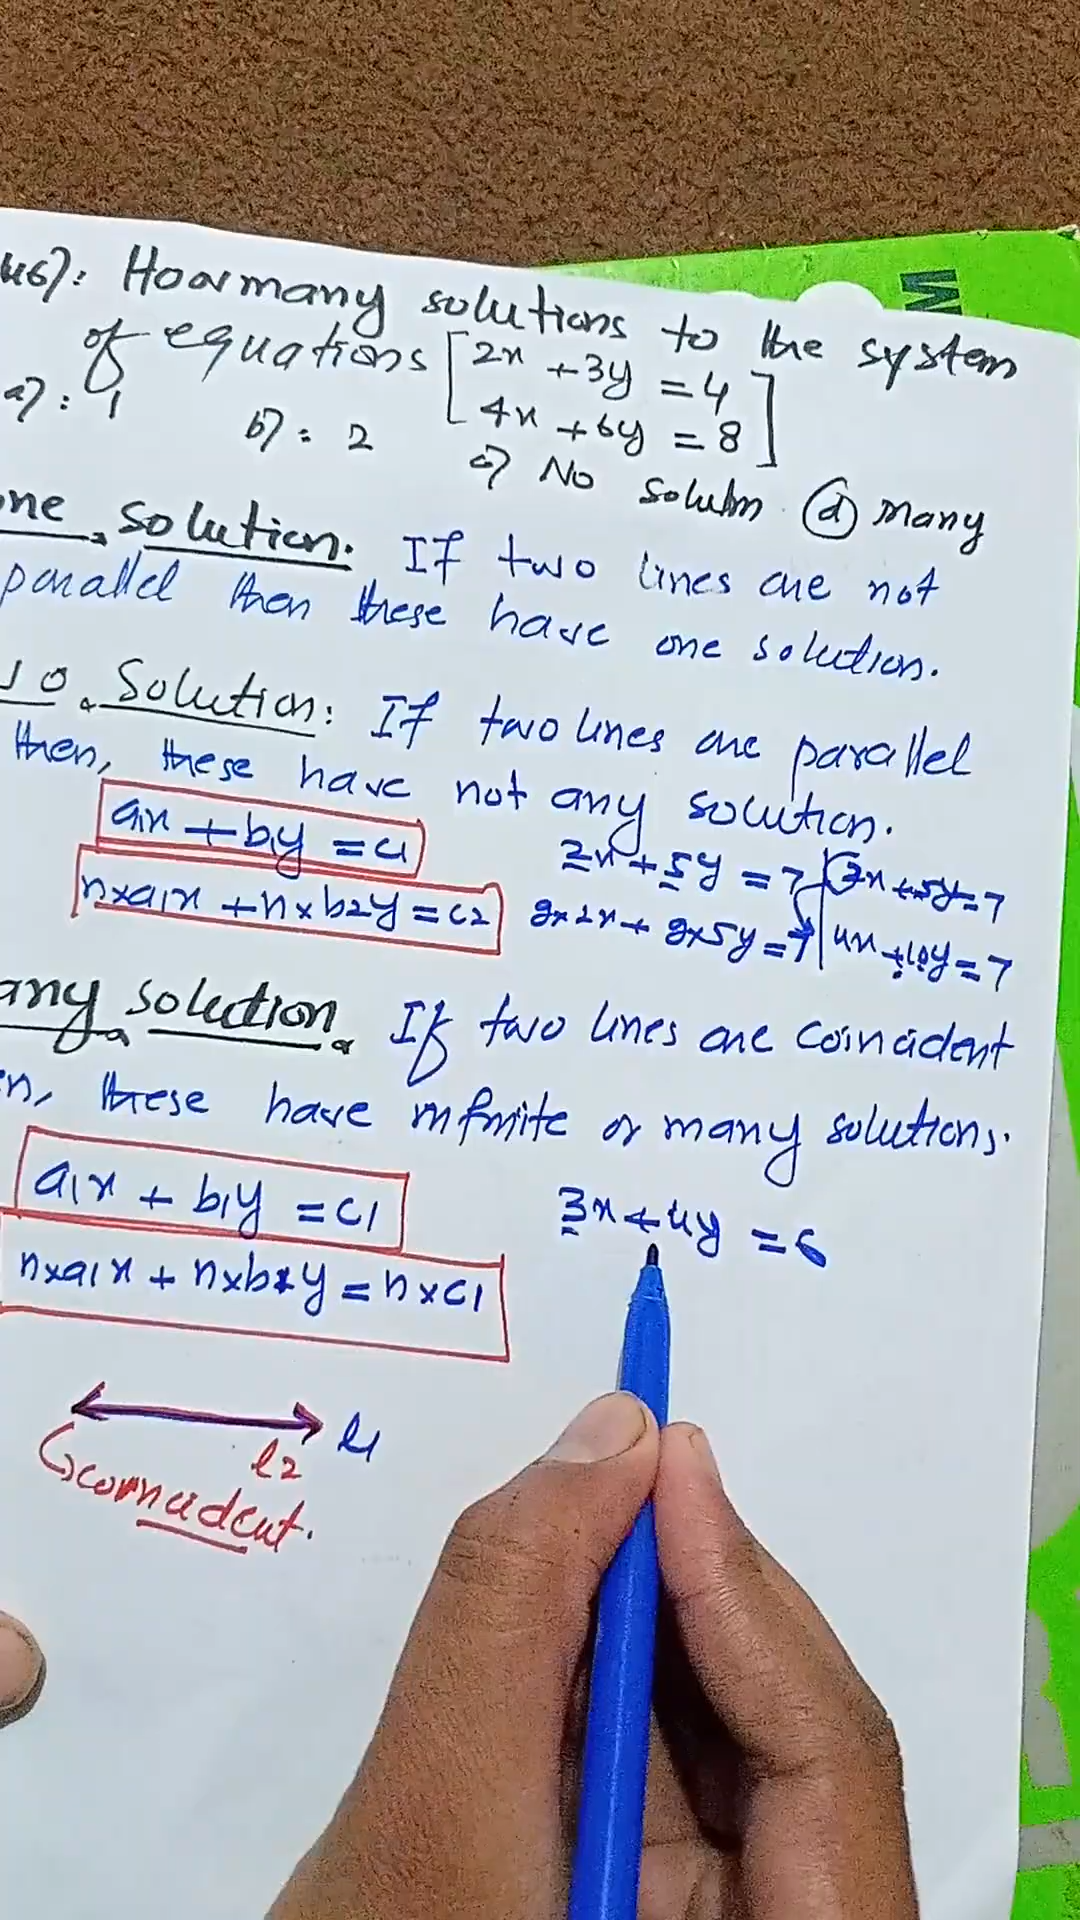 46): How many solutions to the system
of equations [2x + 3y = 4
4x + 6y = 8]
a): 1 b): 2 c) No solutn (d) many
one solution. If two lines are not
parallel then these have one solution.
No solution: If two lines are parallel
then, these have not any solution.
a1x + b1y = c1
n×a1x + n×b2y = c2
2x + 5y = 7
2×2x + 2×5y = 7
2x + 5y = 7
4x + 10y = 7
many solution If two lines are coincident
then, these have infinite or many solutions.
a1x + b1y = c1
n×a1x + n×b1y = n×c1
3x + 4y = 6
l1
l2
coincident.
M